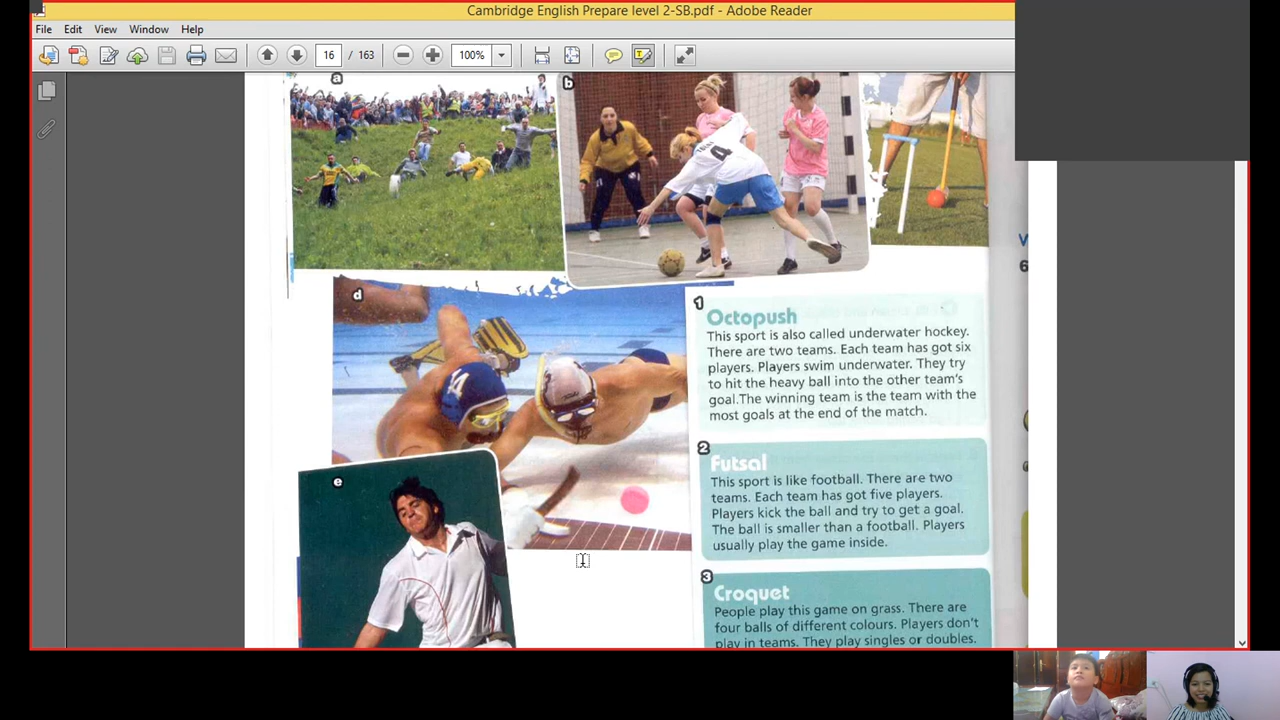 Cambridge English Prepare level 2-SB.pdf - Adobe Reader
File Edit View Window Help
16 / 163 100%
a
b
4
V
6
d
14
1
Octopush
This sport is also called underwater hockey.
There are two teams. Each team has got six
players. Players swim underwater. They try
to hit the heavy ball into the other team's
goal.The winning team is the team with the
most goals at the end of the match.
2
Futsal
This sport is like football. There are two
teams. Each team has got five players.
Players kick the ball and try to get a goal.
The ball is smaller than a football. Players
usually play the game inside.
e
3
Croquet
People play this game on grass. There are
four balls of different colours. Players don't
play in teams. They play singles or doubles.